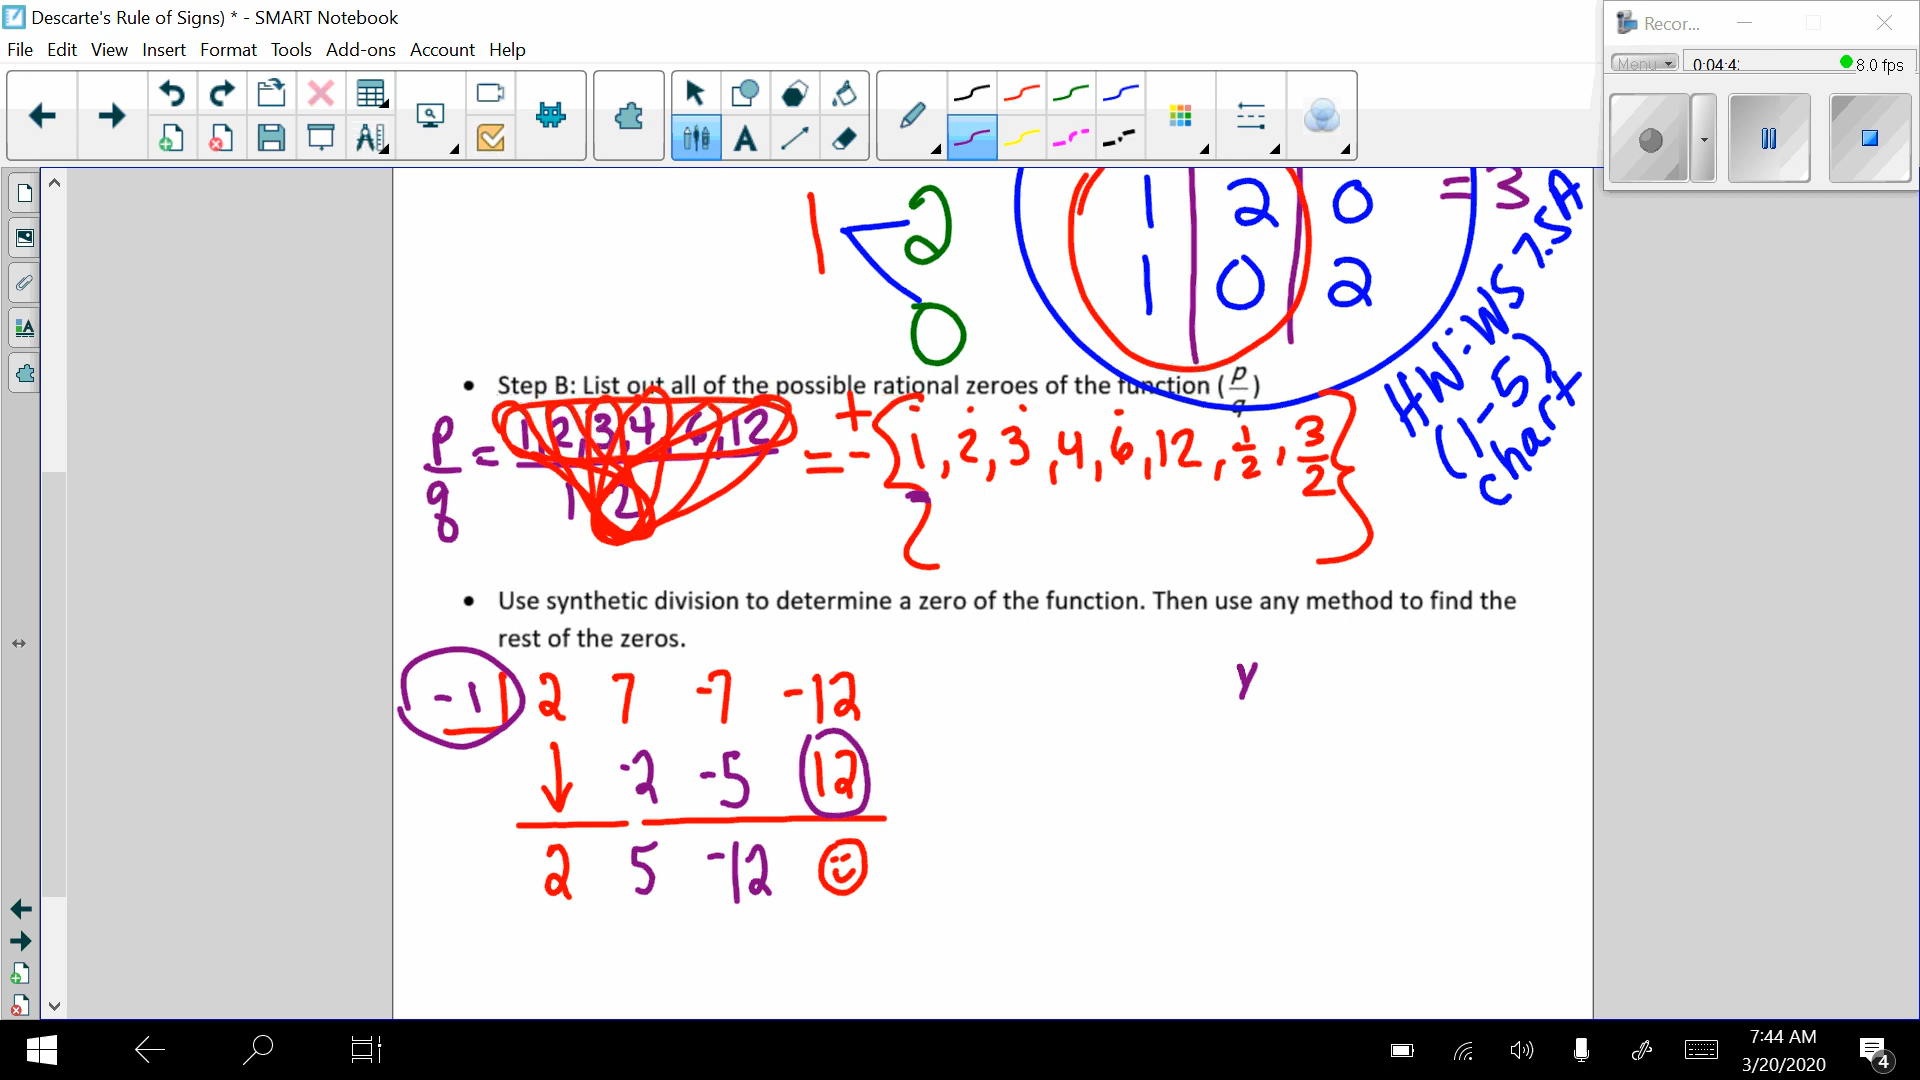 Descarte's Rule of Signs) * - SMART Notebook
File Edit View Insert Format Tools Add-ons Account Help
Recor...
Menu 0:04:4 8.0 fps
1 2 1 2 0 = 3
0 1 0 2
HW: WS 7.5A
(1-5)
chart
• Step B: List out all of the possible rational zeroes of the function (p/q)
p/q = 1, 2, 3, 4, 6, 12 / 1 2 = +- { 1, 2, 3, 4, 6, 12, 1/2, 3/2 }
• Use synthetic division to determine a zero of the function. Then use any method to find the
rest of the zeros.
-1 2 7 -7 -12
-2 -5 12
2 5 -12
7:44 AM
3/20/2020
4